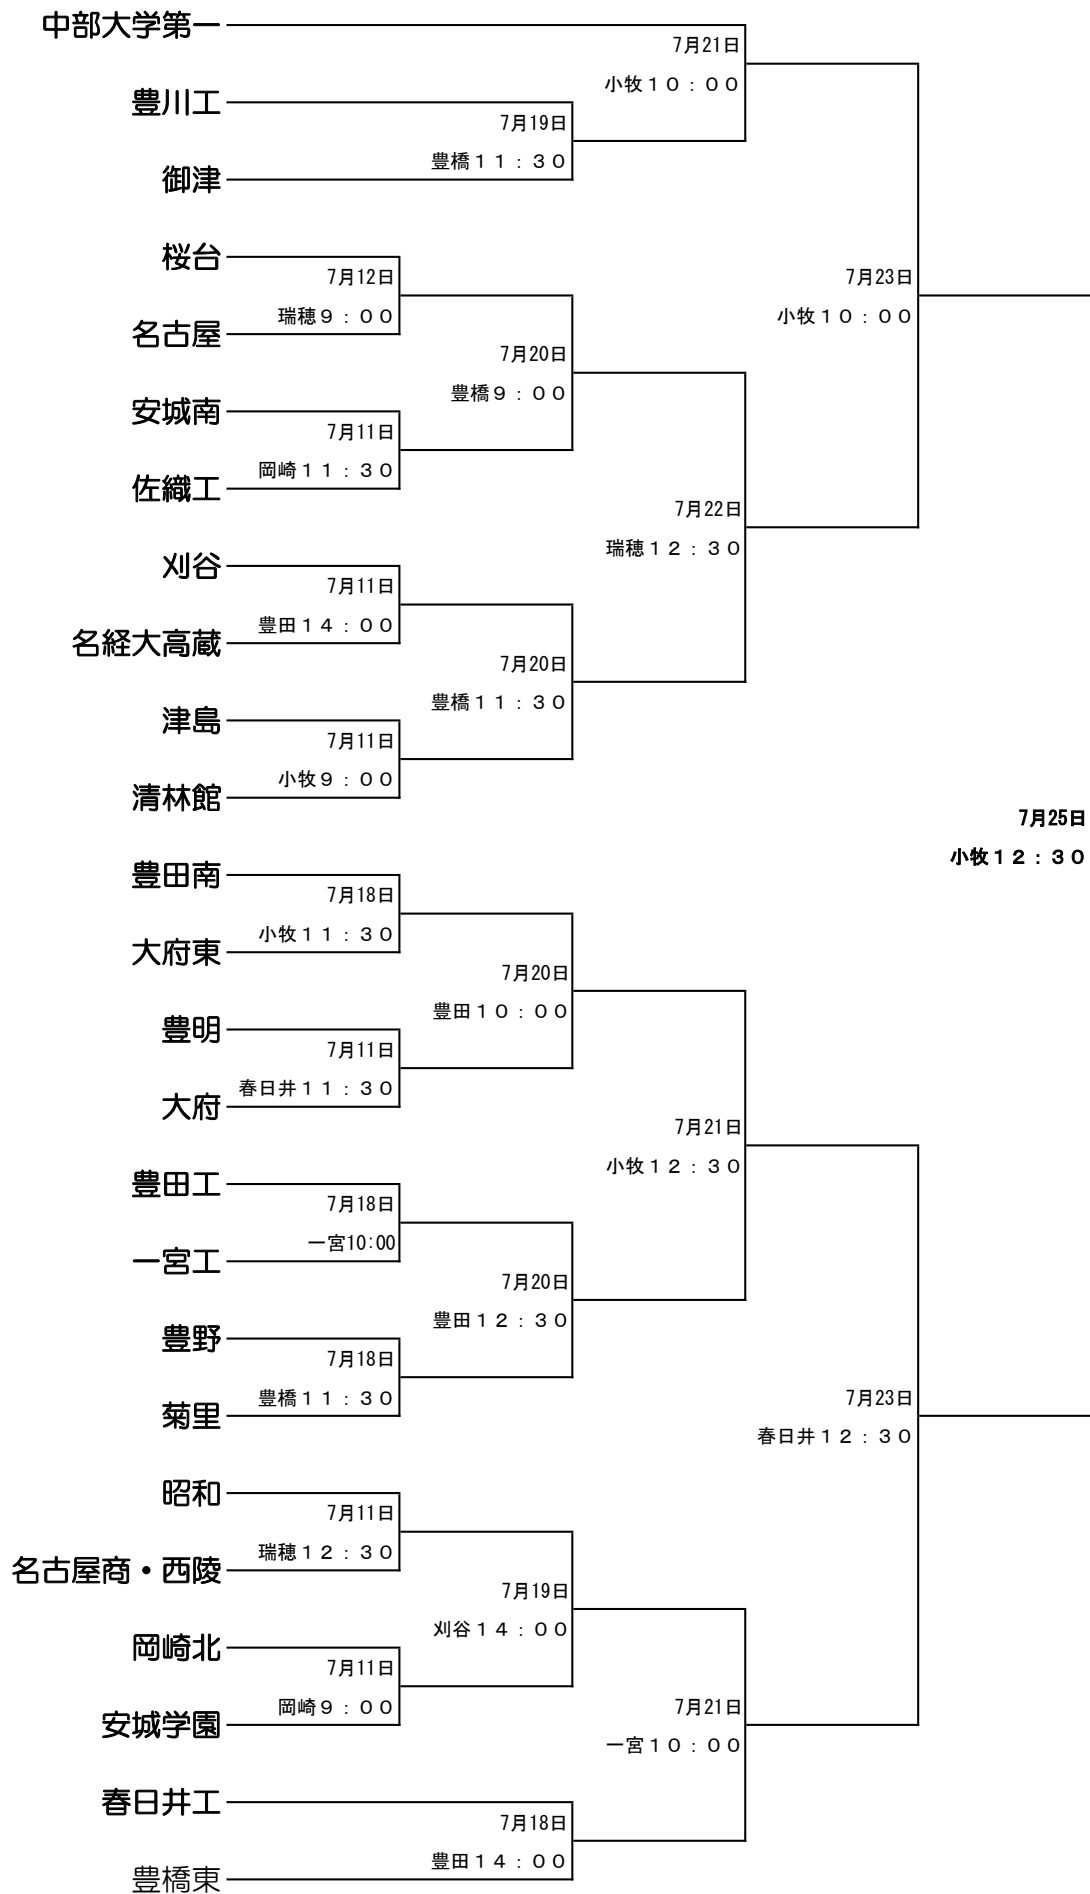 中部大学第一
7月21日
小牧１０：００
豊川工
7月19日
豊橋１１：３０
御津
桜台
7月12日
瑞穂９：００
名古屋
7月23日
小牧１０：００
7月20日
豊橋９：００
安城南
7月11日
岡崎１１：３０
佐織工
7月22日
瑞穂１２：３０
刈谷
7月11日
豊田１４：００
名経大高蔵
7月20日
豊橋１１：３０
津島
7月11日
小牧９：００
清林館
7月25日
小牧１２：３０
豊田南
7月18日
小牧１１：３０
大府東
7月20日
豊田１０：００
豊明
7月11日
春日井１１：３０
大府
7月21日
小牧１２：３０
豊田工
7月18日
一宮10:00
一宮工
7月20日
豊田１２：３０
豊野
7月18日
豊橋１１：３０
菊里
7月23日
春日井１２：３０
昭和
7月11日
瑞穂１２：３０
名古屋商・西陵
7月19日
刈谷１４：００
岡崎北
7月11日
岡崎９：００
安城学園
7月21日
一宮１０：００
春日井工
7月18日
豊田１４：００
豊橋東